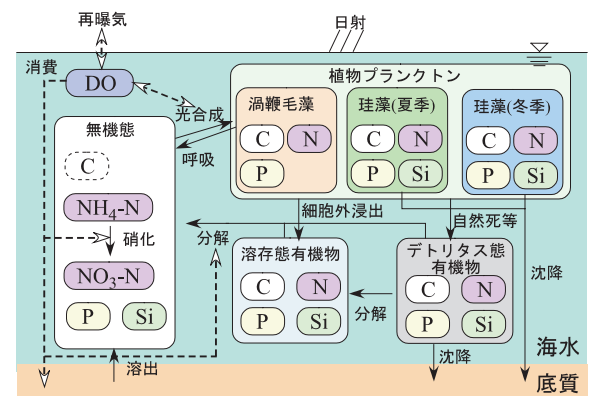 再曝気
日射
消費
DO
植物プランクトン
光合成
渦鞭毛藻
C N
P
珪藻(夏季)
C N
P Si
珪藻(冬季)
C N
P Si
無機態
C
NH4-N
硝化
NO3-N
P Si
呼吸
細胞外浸出
自然死等
分解
溶存態有機物
C N
P Si
デトリタス態
有機物
C N
P Si
分解
沈降
沈降
溶出
海水
底質